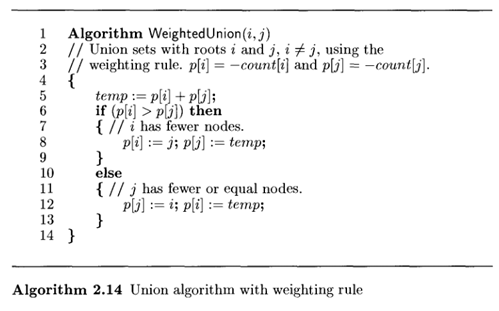 1 Algorithm WeightedUnion(i, j)
2 // Union sets with roots i and j, i ≠ j, using the
3 // weighting rule. p[i] = −count[i] and p[j] = −count[j].
4 {
5 temp := p[i] + p[j];
6 if (p[i] > p[j]) then
7 { // i has fewer nodes.
8 p[i] := j; p[j] := temp;
9 }
10 else
11 { // j has fewer or equal nodes.
12 p[j] := i; p[i] := temp;
13 }
14 }
Algorithm 2.14 Union algorithm with weighting rule